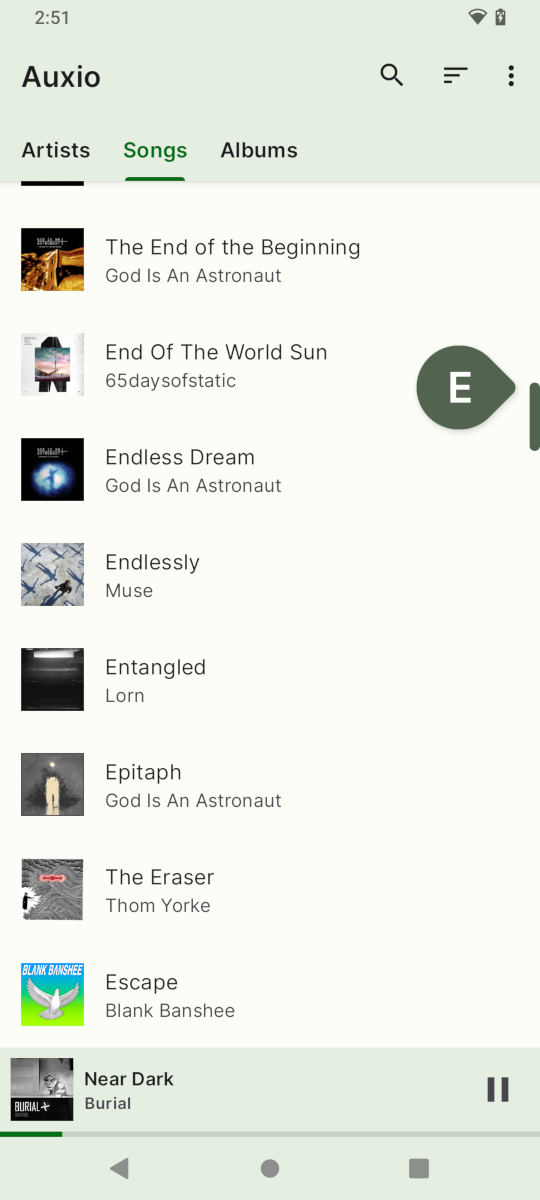 2:51
Auxio
Artists
Songs
Albums
The End of the Beginning
God Is An Astronaut
End Of The World Sun
65daysofstatic
E
Endless Dream
God Is An Astronaut
Endlessly
Muse
Entangled
Lorn
Epitaph
God Is An Astronaut
The Eraser
Thom Yorke
BLANK BANSHEE
Escape
Blank Banshee
BURIAL
Near Dark
Burial